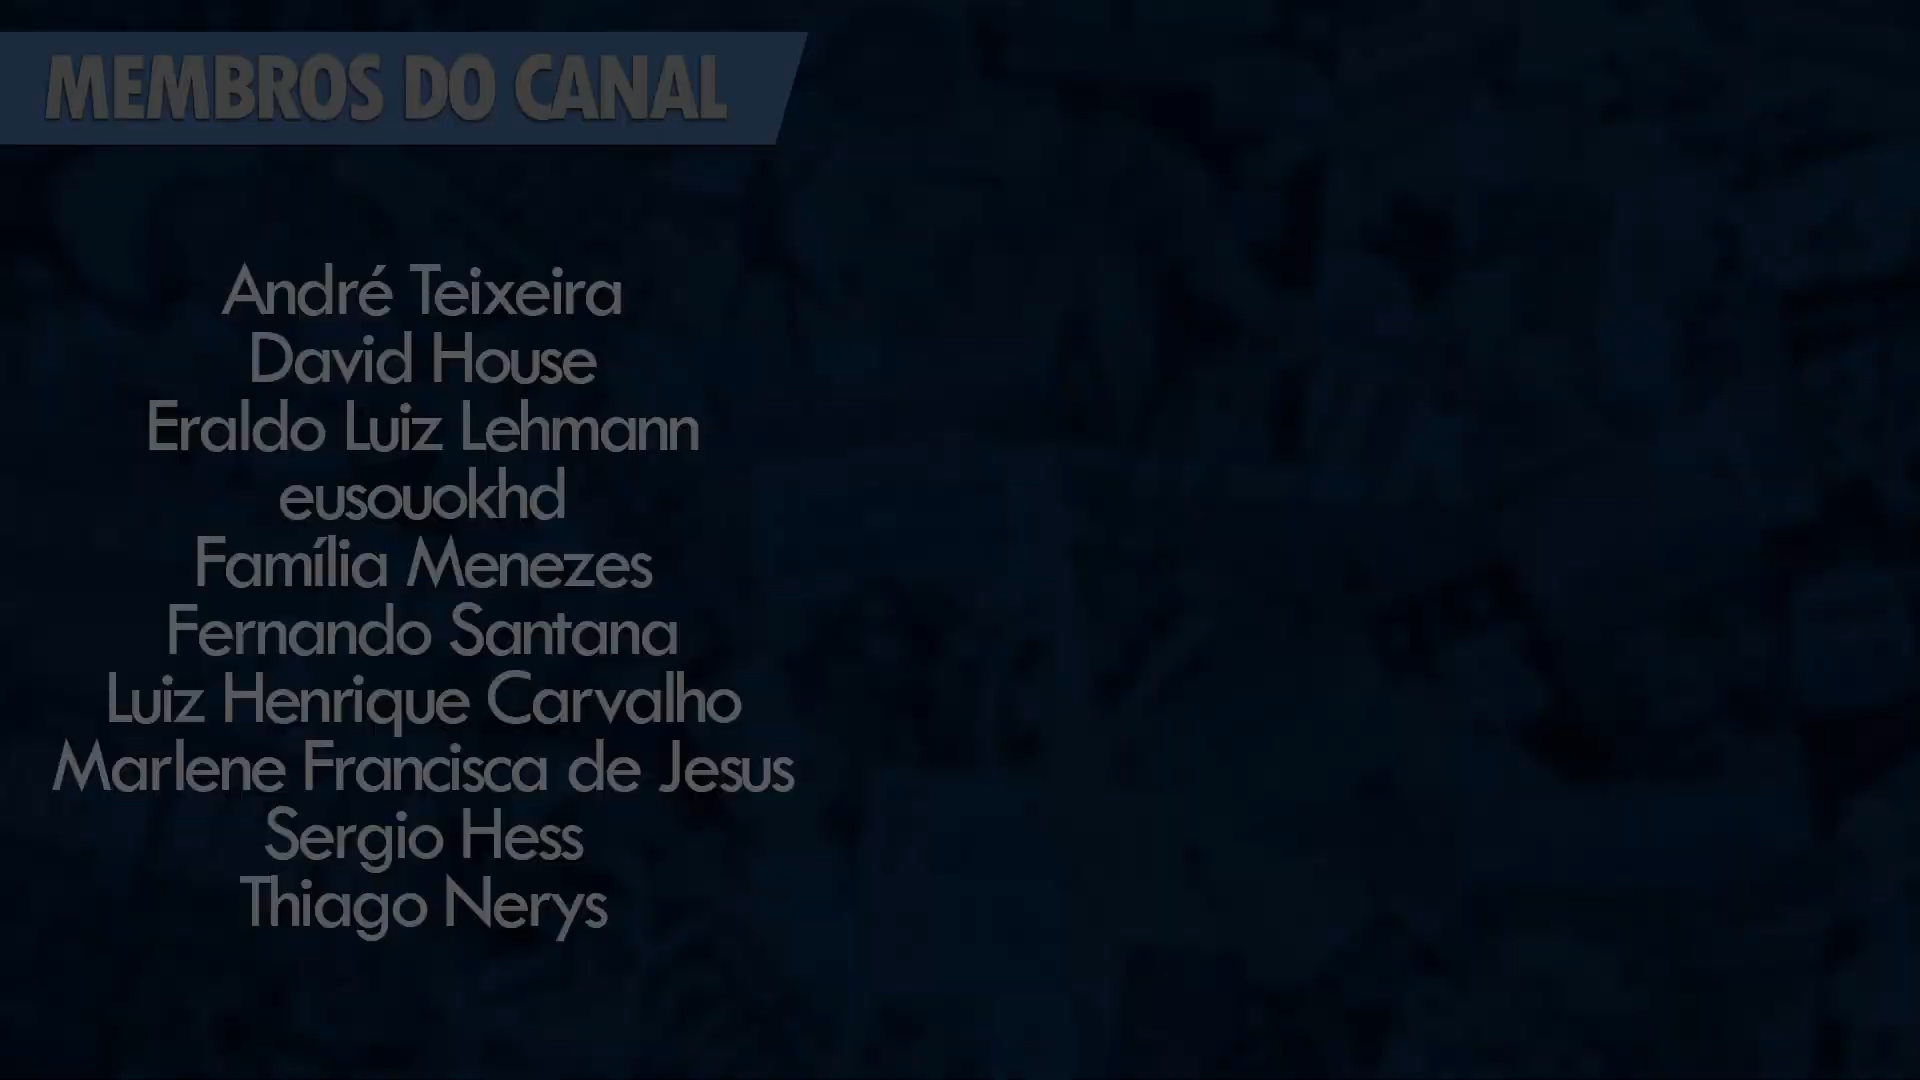 MEMBROS DO CANAL
André Teixeira
David House
Eraldo Luiz Lehmann
eusouokhd
Família Menezes
Fernando Santana
Luiz Henrique Carvalho
Marlene Francisca de Jesus
Sergio Hess
Thiago Nerys